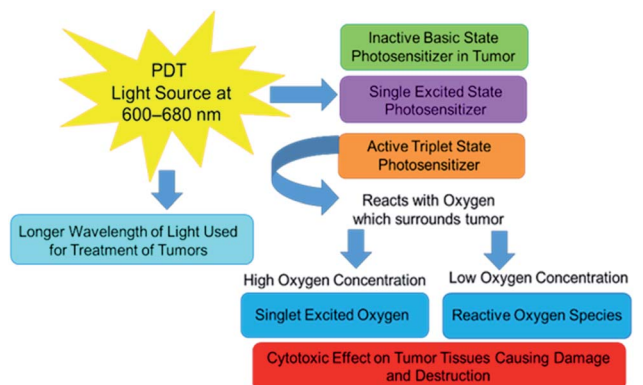 PDT
Light Source at
600–680 nm
Inactive Basic State
Photosensitizer in Tumor
Single Excited State
Photosensitizer
Active Triplet State
Photosensitizer
Reacts with Oxygen
which surrounds tumor
Longer Wavelength of Light Used
for Treatment of Tumors
High Oxygen Concentration
Low Oxygen Concentration
Singlet Excited Oxygen
Reactive Oxygen Species
Cytotoxic Effect on Tumor Tissues Causing Damage
and Destruction